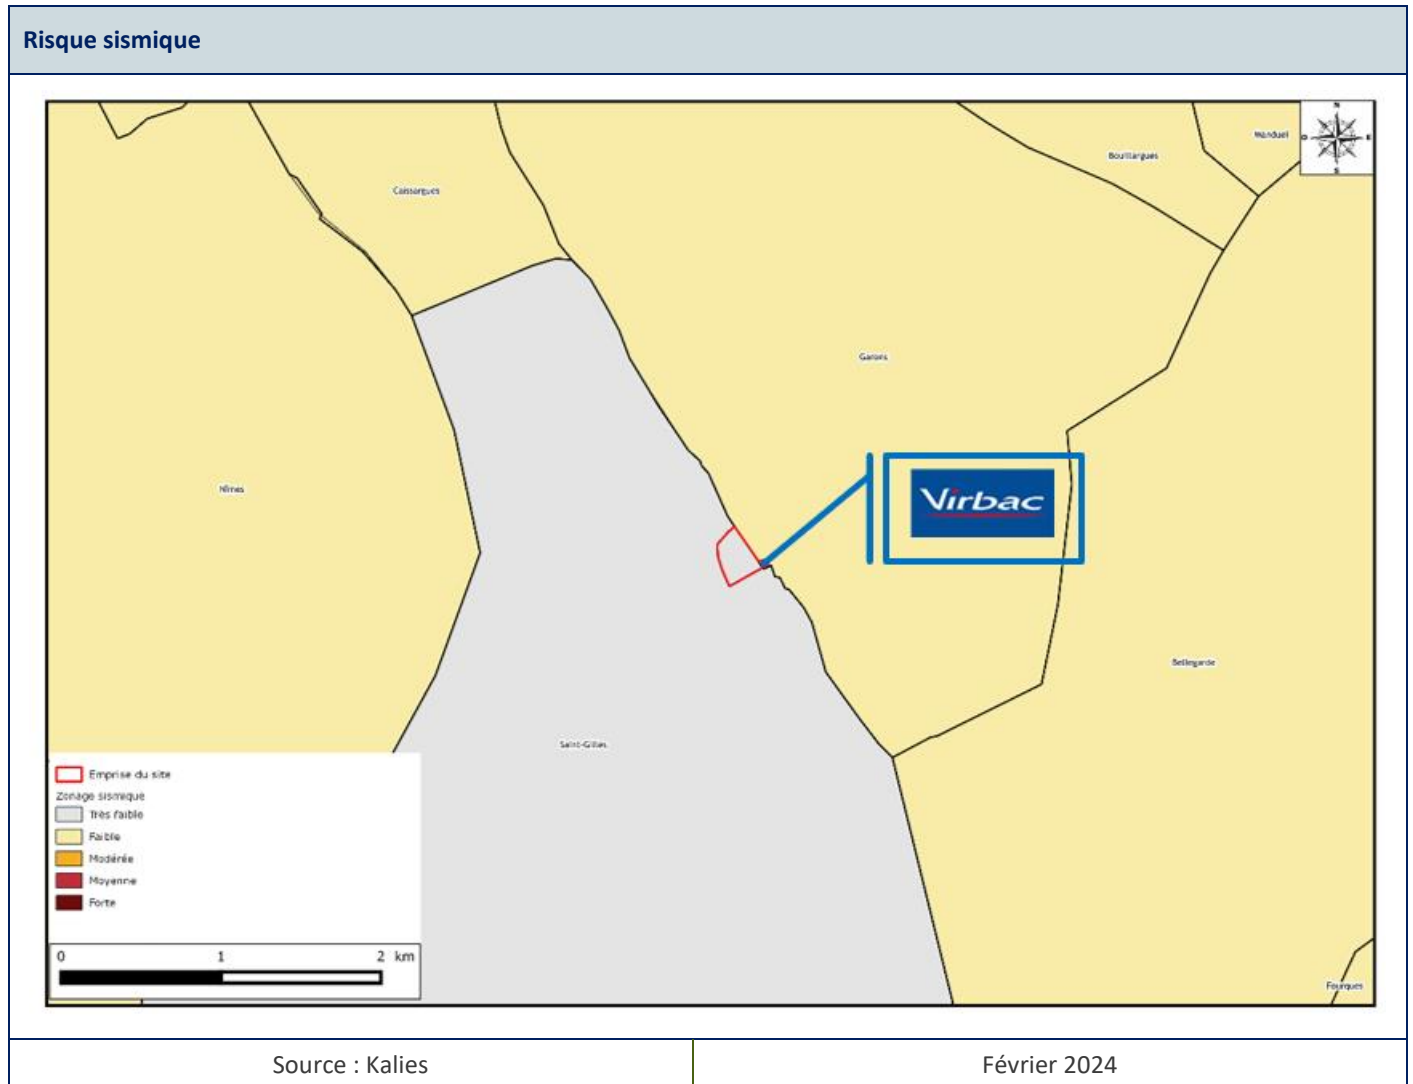 Risque sismique
N
O
E
S
Manduel
Bouillargues
Caissargues
Garons
Nîmes
Virbac
Bellegarde
Saint-Gilles
Emprise du site
Zonage sismique
Très faible
Faible
Modérée
Moyenne
Forte
0 1 2 km
Fourques
Source : Kalies
Février 2024